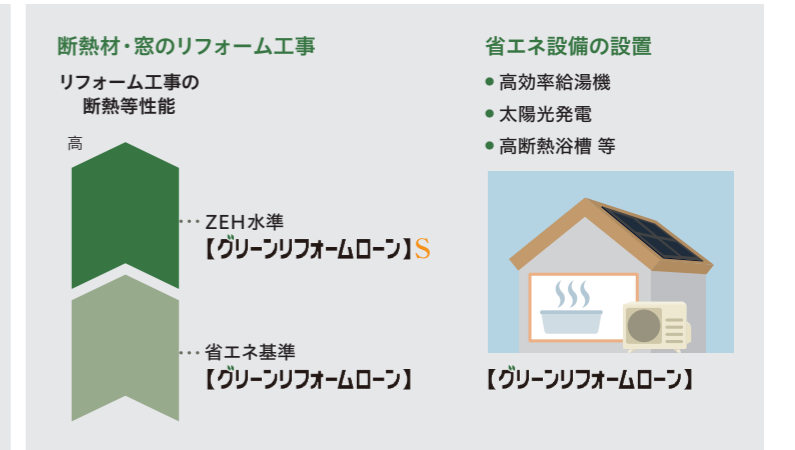 断熱材・窓のリフォーム工事
リフォーム工事の
断熱等性能
高
ZEH水準
【グリーンリフォームローン】S
省エネ基準
【グリーンリフォームローン】
省エネ設備の設置
● 高効率給湯機
● 太陽光発電
● 高断熱浴槽 等
【グリーンリフォームローン】